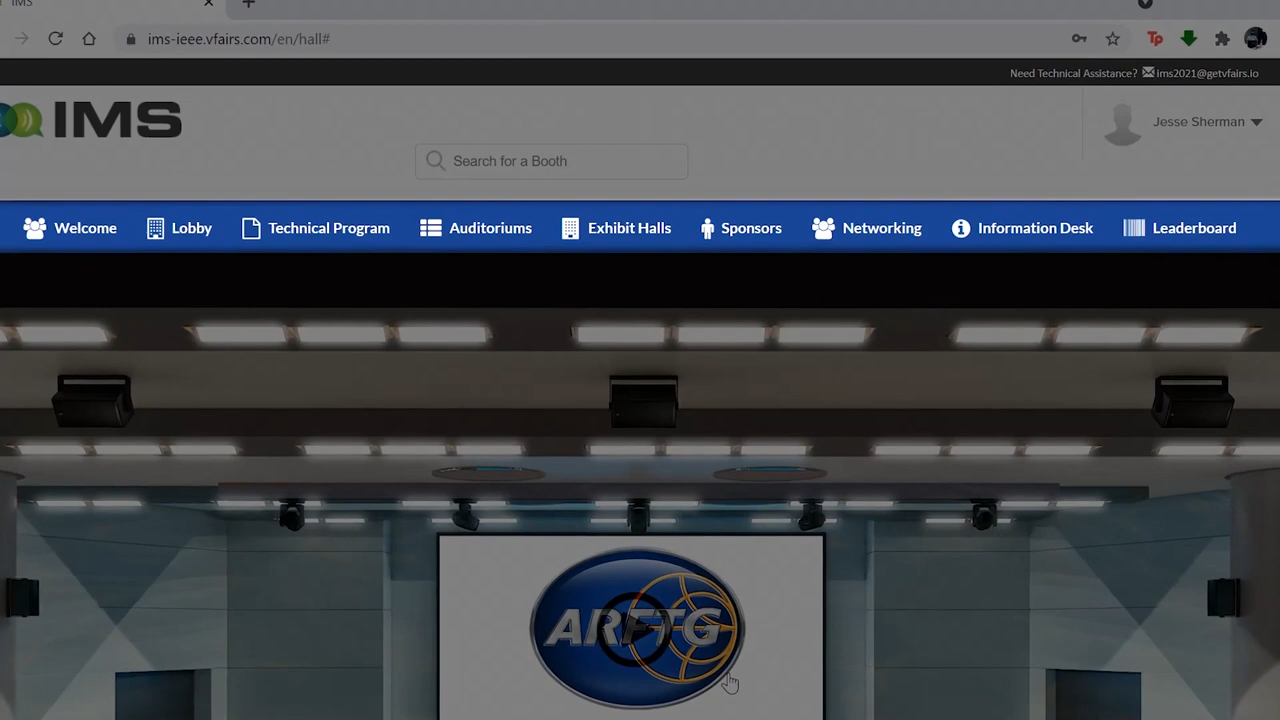 IMS
ims-ieee.vfairs.com/en/hall#
Need Technical Assistance? ims2021@getvfairs.io
IMS
Jesse Sherman
Search for a Booth
Welcome Lobby Technical Program Auditoriums Exhibit Halls Sponsors Networking Information Desk Leaderboard
ARFTG